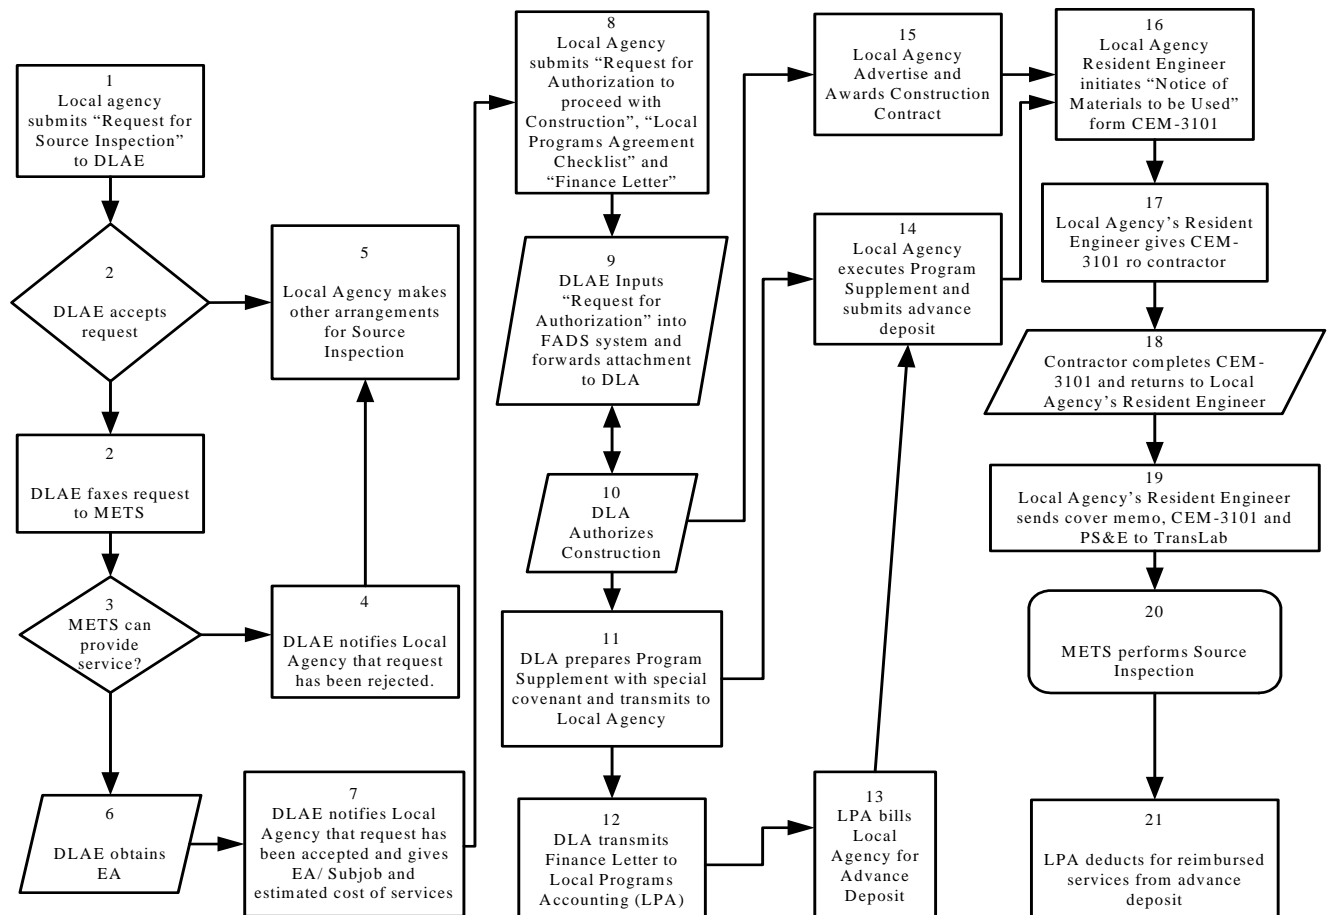 1
Local agency
submits “Request for
Source Inspection”
to DLAE
2
DLAE accepts
request
2
DLAE faxes request
to METS
3
METS can
provide
service?
4
DLAE notifies Local
Agency that request
has been rejected.
5
Local Agency makes
other arrangements
for Source
Inspection
6
DLAE obtains
EA
7
DLAE notifies Local
Agency that request has
been accepted and gives
EA/ Subjob and
estimated cost of services
8
Local Agency
submits “Request for
Authorization to
proceed with
Construction”, “Local
Programs Agreement
Checklist” and
“Finance Letter”
9
DLAE Inputs
“Request for
Authorization” into
FADS system and
forwards attachment
to DLA
10
DLA
Authorizes
Construction
11
DLA prepares Program
Supplement with special
covenant and transmits to
Local Agency
12
DLA transmits
Finance Letter to
Local Programs
Accounting (LPA)
13
LPA bills
Local
Agency for
Advance
Deposit
14
Local Agency
executes Program
Supplement and
submits advance
deposit
15
Local Agency
Advertise and
Awards Construction
Contract
16
Local Agency
Resident Engineer
initiates “Notice of
Materials to be Used”
form CEM-3101
17
Local Agency’s Resident
Engineer gives CEM-
3101 ro contractor
18
Contractor completes CEM-
3101 and returns to Local
Agency’s Resident Engineer
19
Local Agency’s Resident Engineer
sends cover memo, CEM-3101 and
PS&E to TransLab
20
METS performs Source
Inspection
21
LPA deducts for reimbursed
services from advance
deposit